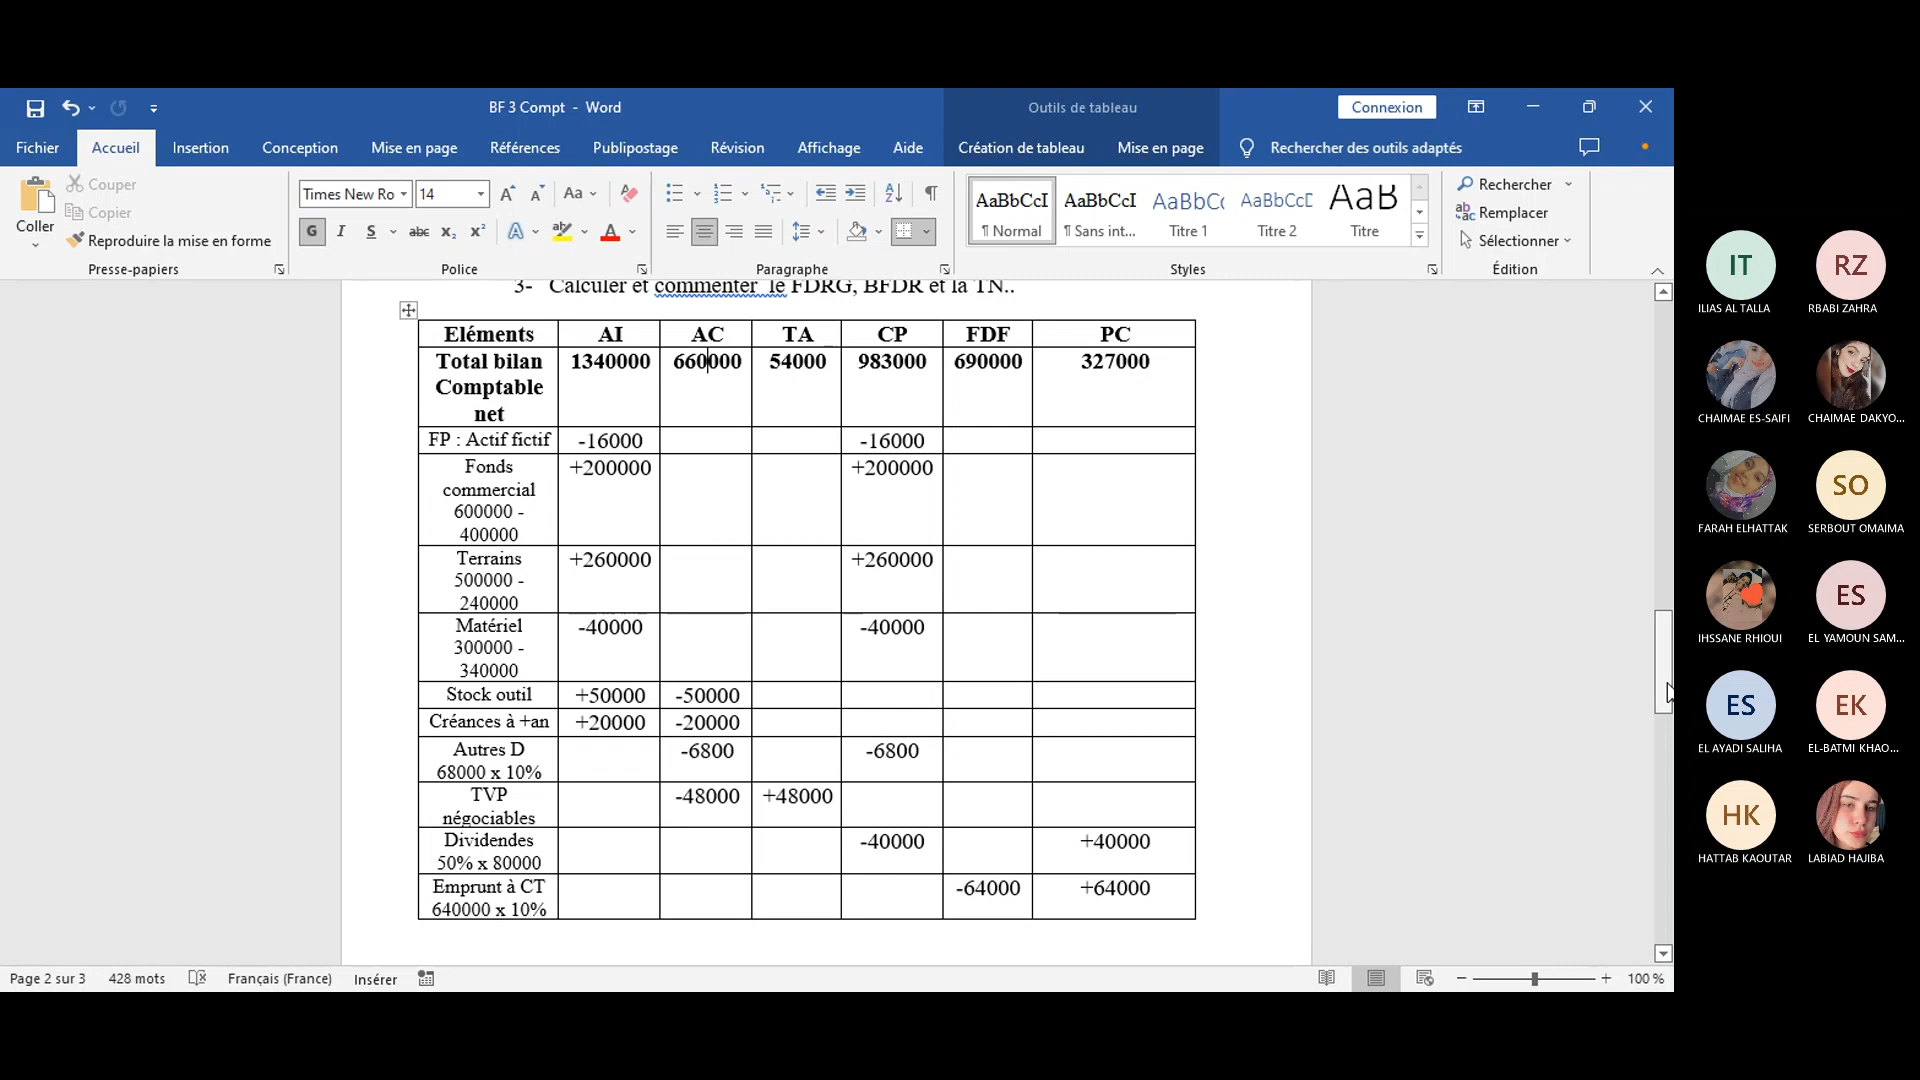 BF 3 Compt - Word
Outils de tableau
Connexion
Fichier Accueil Insertion Conception Mise en page Références Publipostage Révision Affichage Aide Création de tableau Mise en page Rechercher des outils adaptés
Coller
Couper
Copier
Reproduire la mise en forme
Presse-papiers
Times New Ro 14
G I S abc x₂ x²
Police
Paragraphe
AaBbCcI AaBbCcI AaBbCc AaBbCcD AaB
¶ Normal ¶ Sans int... Titre 1 Titre 2 Titre
Styles
Rechercher
Remplacer
Sélectionner
Édition
3- Calculer et commenter le FDRG, BFDR et la TN..
Eléments AI AC TA CP FDF PC
Total bilan 1340000 660000 54000 983000 690000 327000
Comptable
net
FP : Actif fictif -16000 -16000
Fonds +200000 +200000
commercial
600000 -
400000
Terrains +260000 +260000
500000 -
240000
Matériel -40000 -40000
300000 -
340000
Stock outil +50000 -50000
Créances à +an +20000 -20000
Autres D -6800 -6800
68000 x 10%
TVP -48000 +48000
négociables
Dividendes -40000 +40000
50% x 80000
Emprunt à CT -64000 +64000
640000 x 10%
Page 2 sur 3 428 mots Français (France) Insérer 100 %
IT RZ
ILIAS AL TALLA RBABI ZAHRA
CHAIMAE ES-SAIFI CHAIMAE DAKYO...
SO
FARAH ELHATTAK SERBOUT OMAIMA
ES
IHSSANE RHIOUI EL YAMOUN SAM...
ES EK
EL AYADI SALIHA EL-BATMI KHAO...
HK
HATTAB KAOUTAR LABIAD HAJIBA